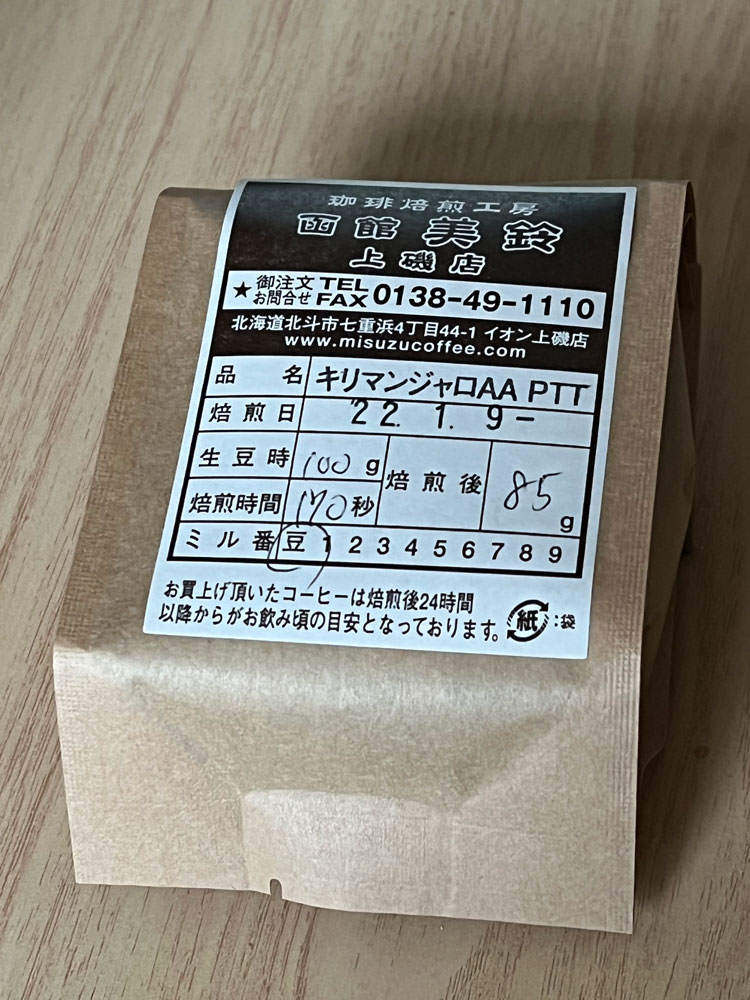 珈琲焙煎工房
函館美鈴
上磯店
★御注文 お問合せ TEL FAX 0138-49-1110
北海道北斗市七重浜4丁目44-1 イオン上磯店
www.misuzucoffee.com
品名 キリマンジャロAA PTT
焙煎日 '22.1.9-
生豆時 100g 焙煎後 85g
焙煎時間 170秒
ミル番 豆 1 2 3 4 5 6 7 8 9
お買上げ頂いたコーヒーは焙煎後24時間
以降からがお飲み頃の目安となっております。 紙:袋